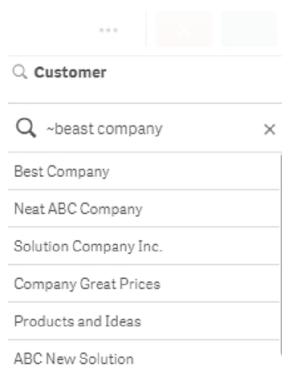 Customer
~beast company
Best Company
Neat ABC Company
Solution Company Inc.
Company Great Prices
Products and Ideas
ABC New Solution